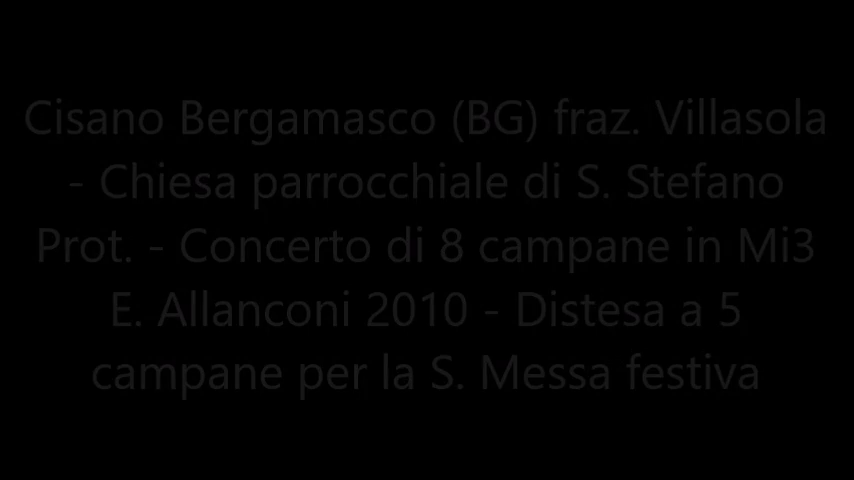 Cisano Bergamasco (BG) fraz. Villasola
- Chiesa parrocchiale di S. Stefano
Prot. - Concerto di 8 campane in Mi3
E. Allanconi 2010 - Distesa a 5
campane per la S. Messa festiva